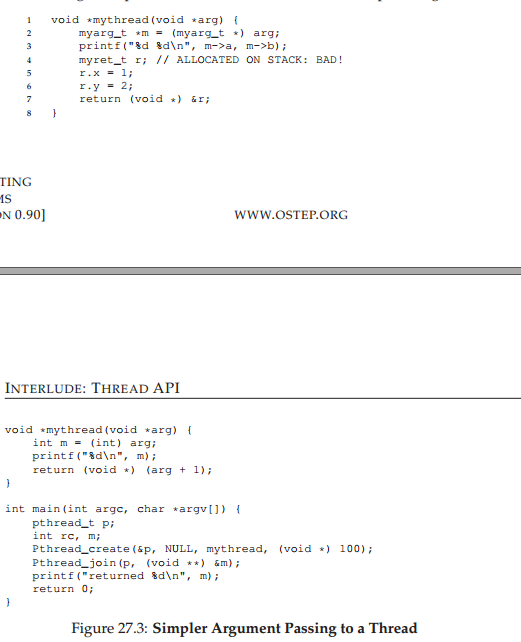 1 void *mythread(void *arg) {
2 myarg_t *m = (myarg_t *) arg;
3 printf("%d %d\n", m->a, m->b);
4 myret_t r; // ALLOCATED ON STACK: BAD!
5 r.x = 1;
6 r.y = 2;
7 return (void *) &r;
8 }
TING
MS
ON 0.90]
WWW.OSTEP.ORG
INTERLUDE: THREAD API
void *mythread(void *arg) {
int m = (int) arg;
printf("%d\n", m);
return (void *) (arg + 1);
}
int main(int argc, char *argv[]) {
pthread_t p;
int rc, m;
Pthread_create(&p, NULL, mythread, (void *) 100);
Pthread_join(p, (void **) &m);
printf("returned %d\n", m);
return 0;
}
Figure 27.3: Simpler Argument Passing to a Thread